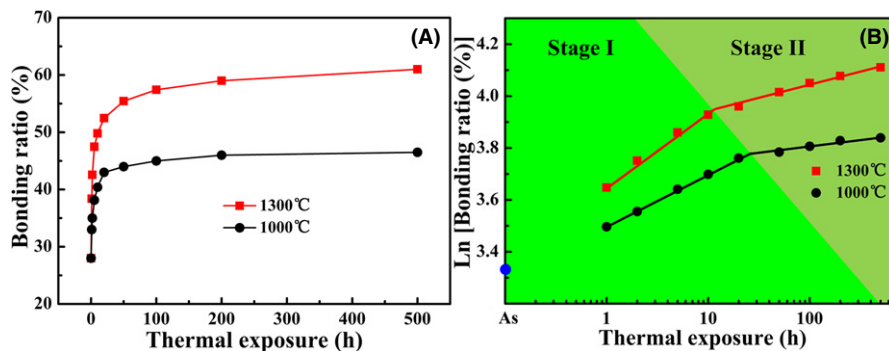 (A)
Bonding ratio (%)
70
60
50
40
30
20
1300℃
1000℃
0
100
200
300
400
500
Thermal exposure (h)
(B)
Ln [Bonding ratio (%)]
4.2
4.0
3.8
3.6
3.4
Stage I
Stage II
1300℃
1000℃
As
1
10
100
Thermal exposure (h)